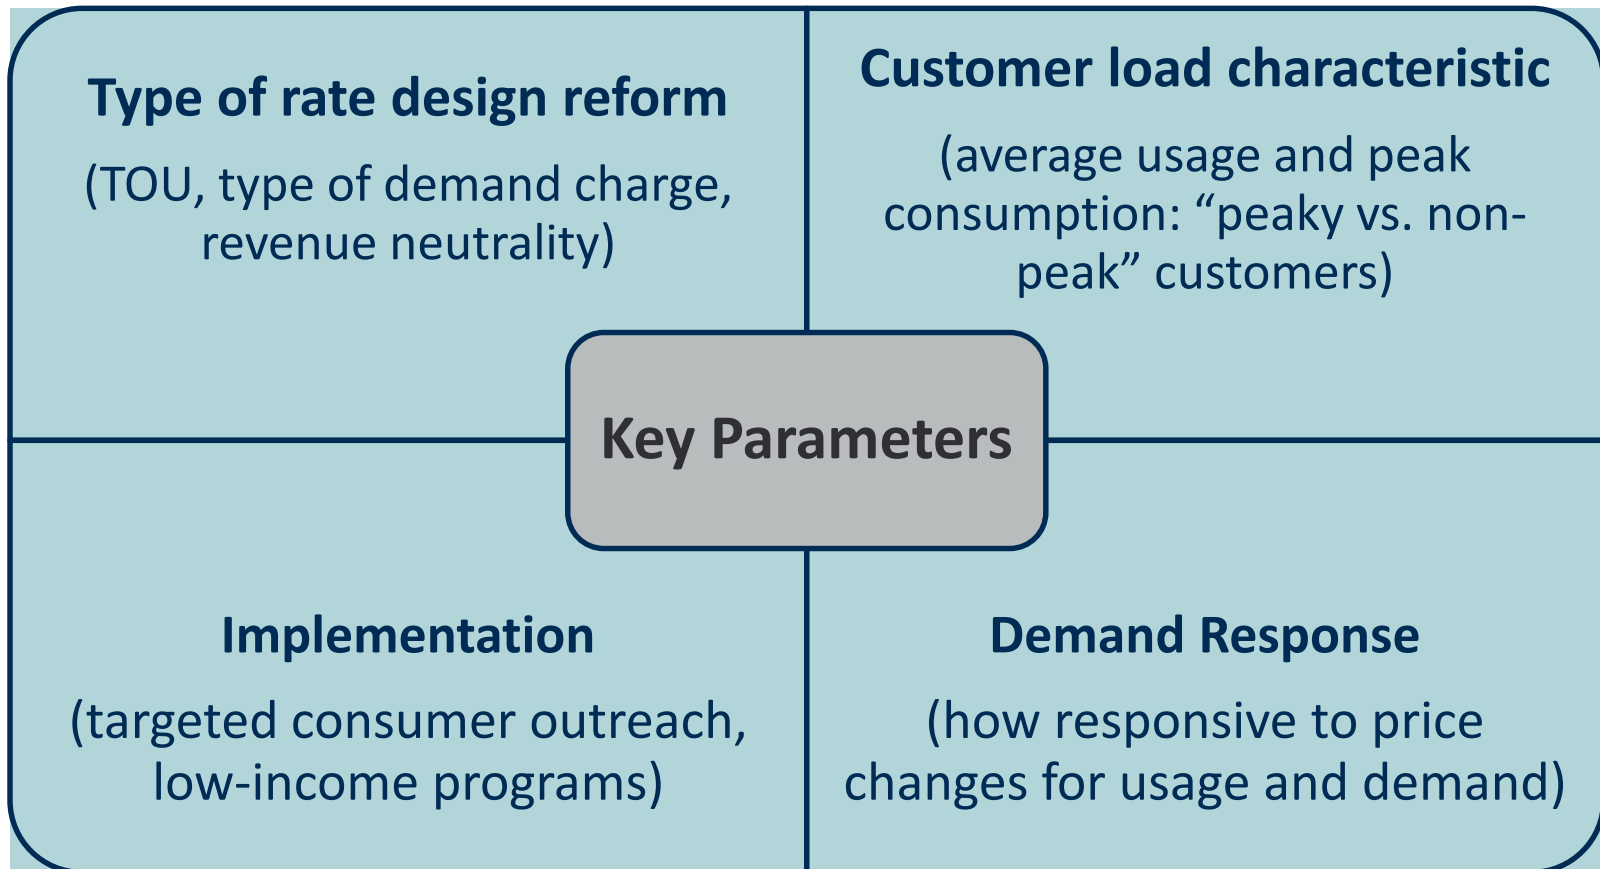 Type of rate design reform
(TOU, type of demand charge,
revenue neutrality)
Customer load characteristic
(average usage and peak
consumption: “peaky vs. non-
peak” customers)
Key Parameters
Implementation
(targeted consumer outreach,
low-income programs)
Demand Response
(how responsive to price
changes for usage and demand)